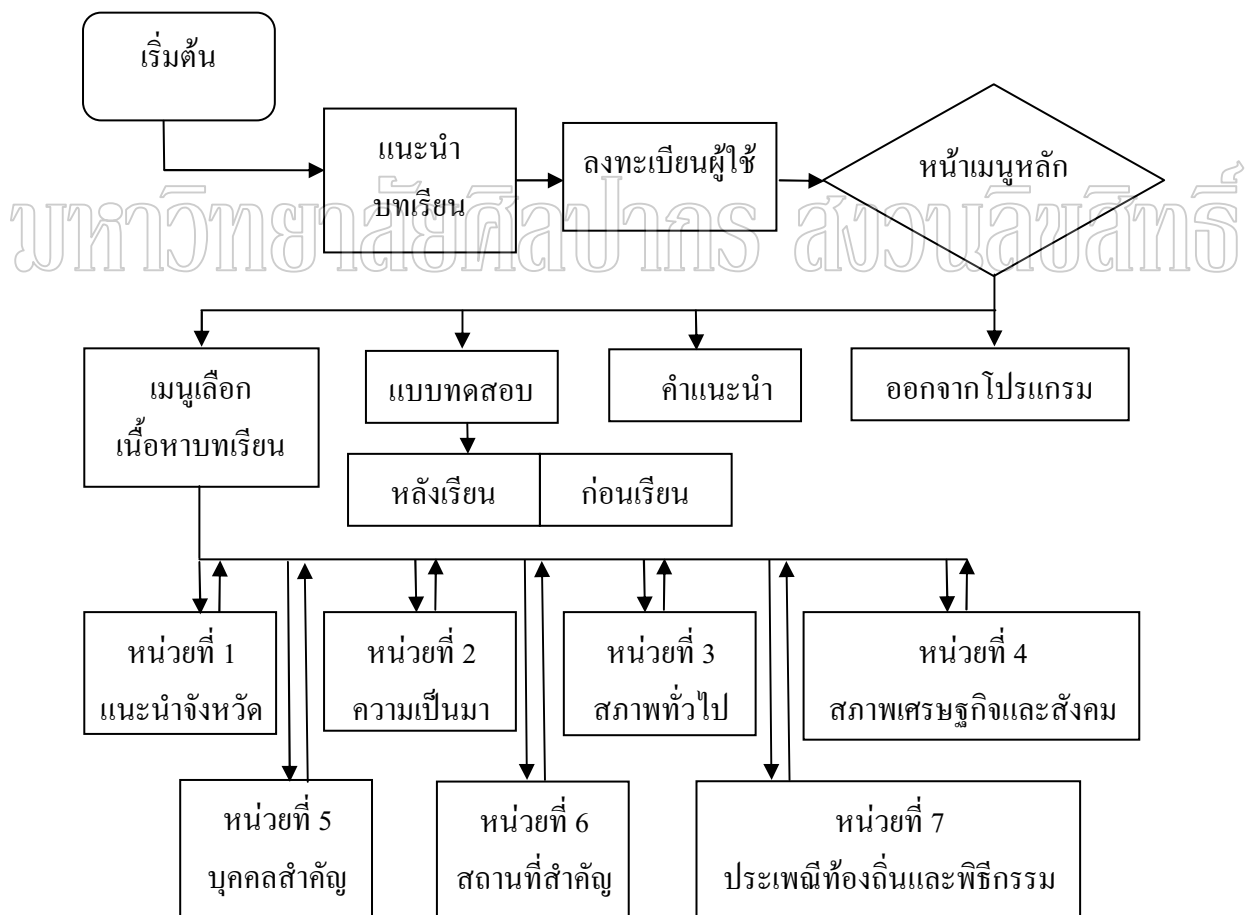 เริ่มต้น
แนะนำ
บทเรียน
ลงทะเบียนผู้ใช้
หน้าเมนูหลัก
มหาวิทยาลัยศิลปากร สงวนลิขสิทธิ์
เมนูเลือก
เนื้อหาบทเรียน
แบบทดสอบ
คำแนะนำ
ออกจากโปรแกรม
หลังเรียน
ก่อนเรียน
หน่วยที่ 1
แนะนำจังหวัด
หน่วยที่ 2
ความเป็นมา
หน่วยที่ 3
สภาพทั่วไป
หน่วยที่ 4
สภาพเศรษฐกิจและสังคม
หน่วยที่ 5
บุคคลสำคัญ
หน่วยที่ 6
สถานที่สำคัญ
หน่วยที่ 7
ประเพณีท้องถิ่นและพิธีกรรม